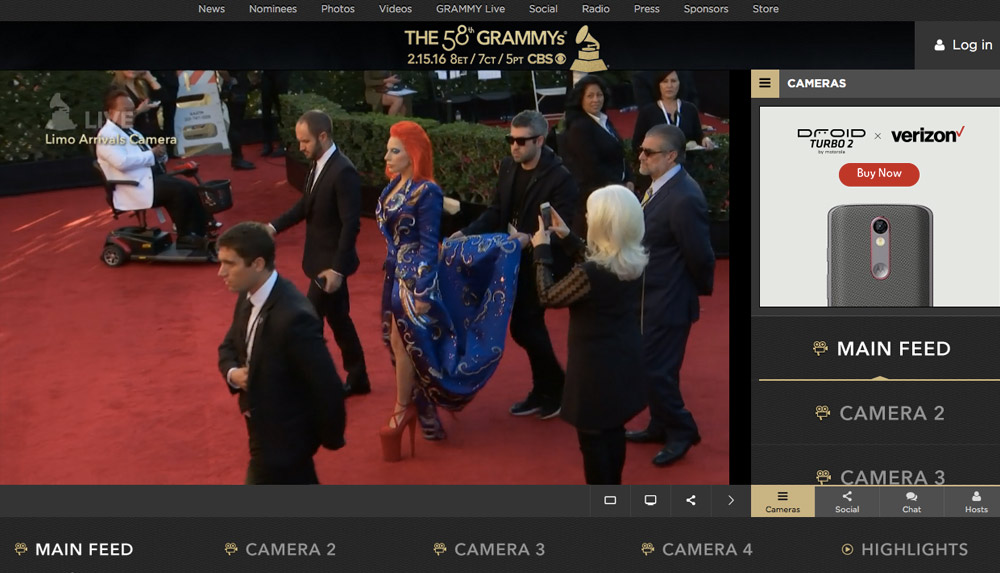 News Nominees Photos Videos GRAMMY Live Social Radio Press Sponsors Store
THE 58th GRAMMYs®
2.15.16 8ET / 7CT / 5PT CBS
Log in
LIVE
Limo Arrivals Camera
CAMERAS
DROID TURBO 2 by motorola × verizon✓
Buy Now
MAIN FEED
CAMERA 2
CAMERA 3
Cameras Social Chat Hosts
MAIN FEED CAMERA 2 CAMERA 3 CAMERA 4 HIGHLIGHTS